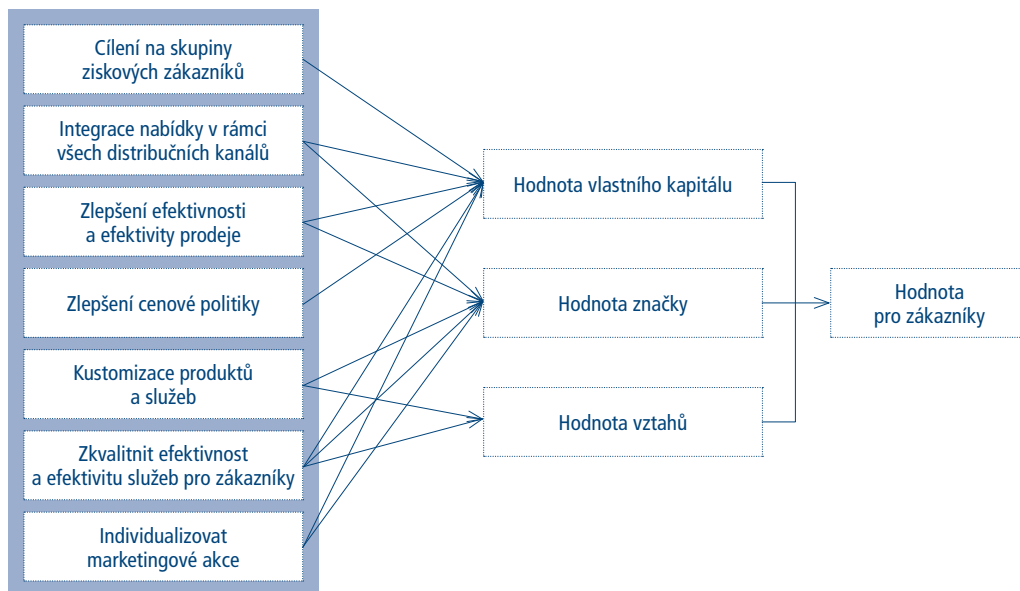 Cílení na skupiny
ziskových zákazníků
Integrace nabídky v rámci
všech distribučních kanálů
Zlepšení efektivnosti
a efektivity prodeje
Zlepšení cenové politiky
Kustomizace produktů
a služeb
Zkvalitnit efektivnost
a efektivitu služeb pro zákazníky
Individualizovat
marketingové akce
Hodnota vlastního kapitálu
Hodnota značky
Hodnota vztahů
Hodnota
pro zákazníky